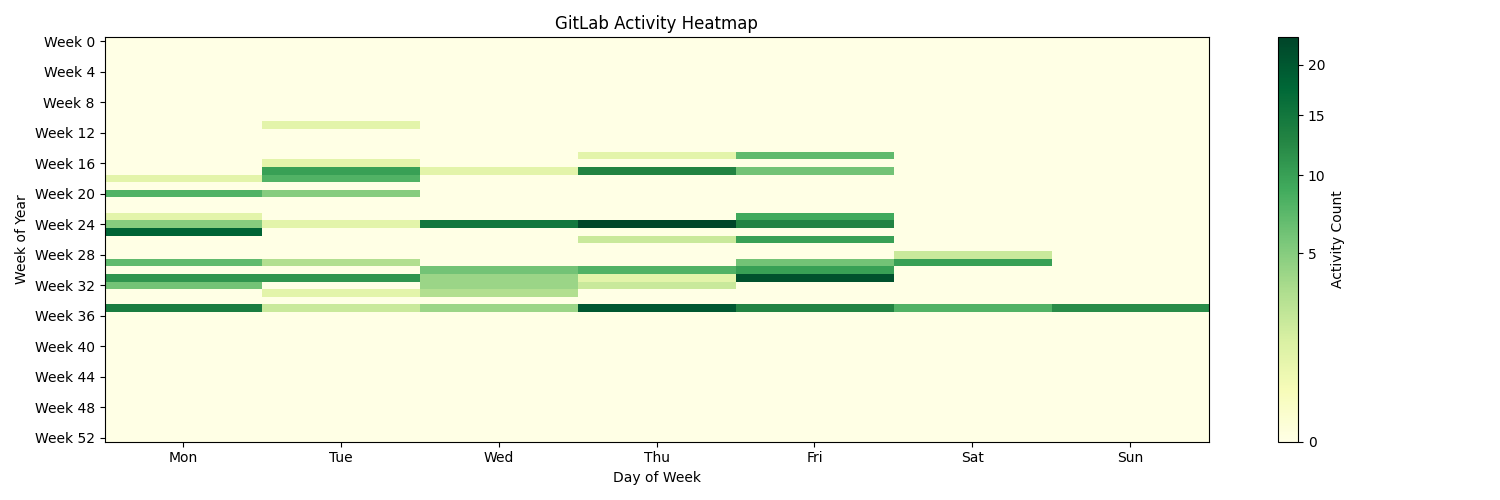 GitLab Activity Heatmap
Week 0
Week 4
Week 8
Week 12
Week 16
Week 20
Week 24
Week 28
Week 32
Week 36
Week 40
Week 44
Week 48
Week 52
Week of Year
Mon Tue Wed Thu Fri Sat Sun
Day of Week
20
15
10
5
0
Activity Count